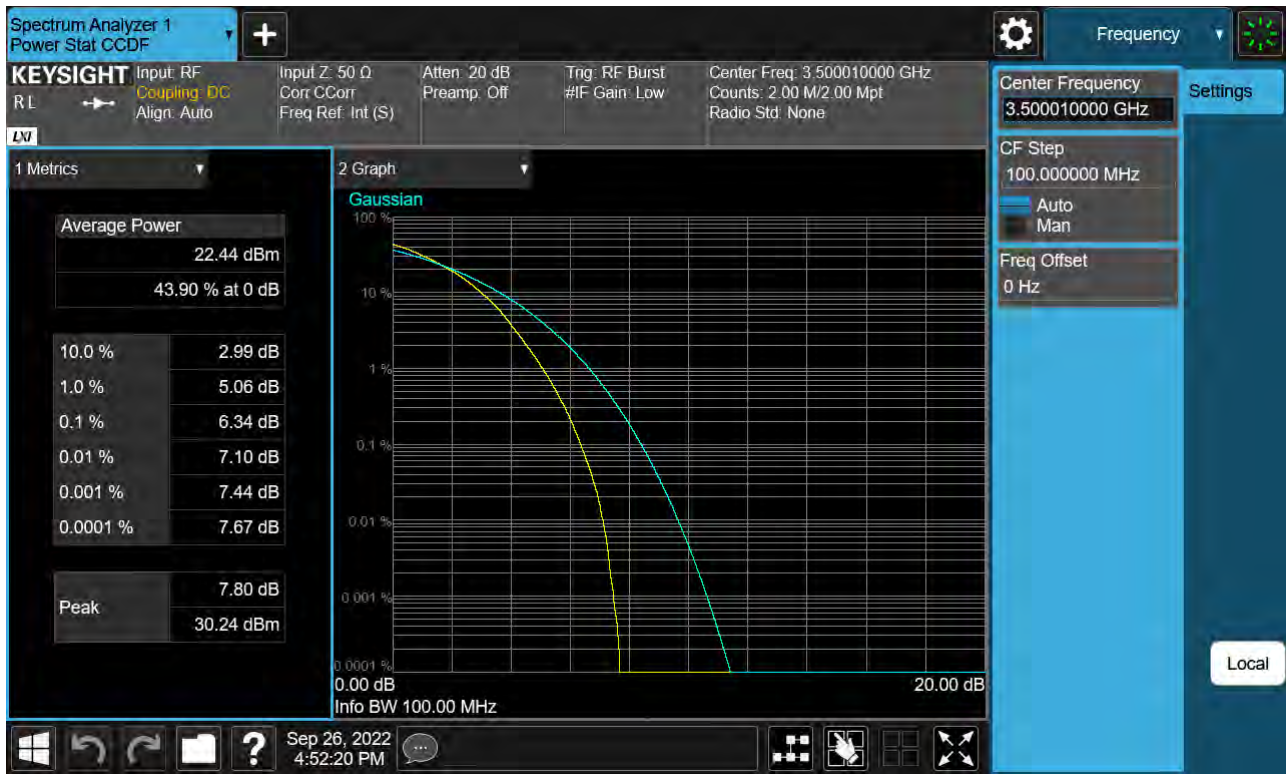 Spectrum Analyzer 1
Power Stat CCDF
Frequency
KEYSIGHT
RL
LXI
Input: RF
Coupling: DC
Align: Auto
Input Z: 50 Ω
Corr CCorr
Freq Ref: Int (S)
Atten: 20 dB
Preamp: Off
Trig: RF Burst
#IF Gain: Low
Center Freq: 3.500010000 GHz
Counts: 2.00 M/2.00 Mpt
Radio Std: None
Center Frequency
3.500010000 GHz
Settings
CF Step
100.000000 MHz
Auto
Man
Freq Offset
0 Hz
1 Metrics
Average Power
22.44 dBm
43.90 % at 0 dB
10.0 % 2.99 dB
1.0 % 5.06 dB
0.1 % 6.34 dB
0.01 % 7.10 dB
0.001 % 7.44 dB
0.0001 % 7.67 dB
Peak
7.80 dB
30.24 dBm
2 Graph
Gaussian
100 %
10 %
1 %
0.1 %
0.01 %
0.001 %
0.0001 %
0.00 dB 20.00 dB
Info BW 100.00 MHz
Local
?
Sep 26, 2022
4:52:20 PM